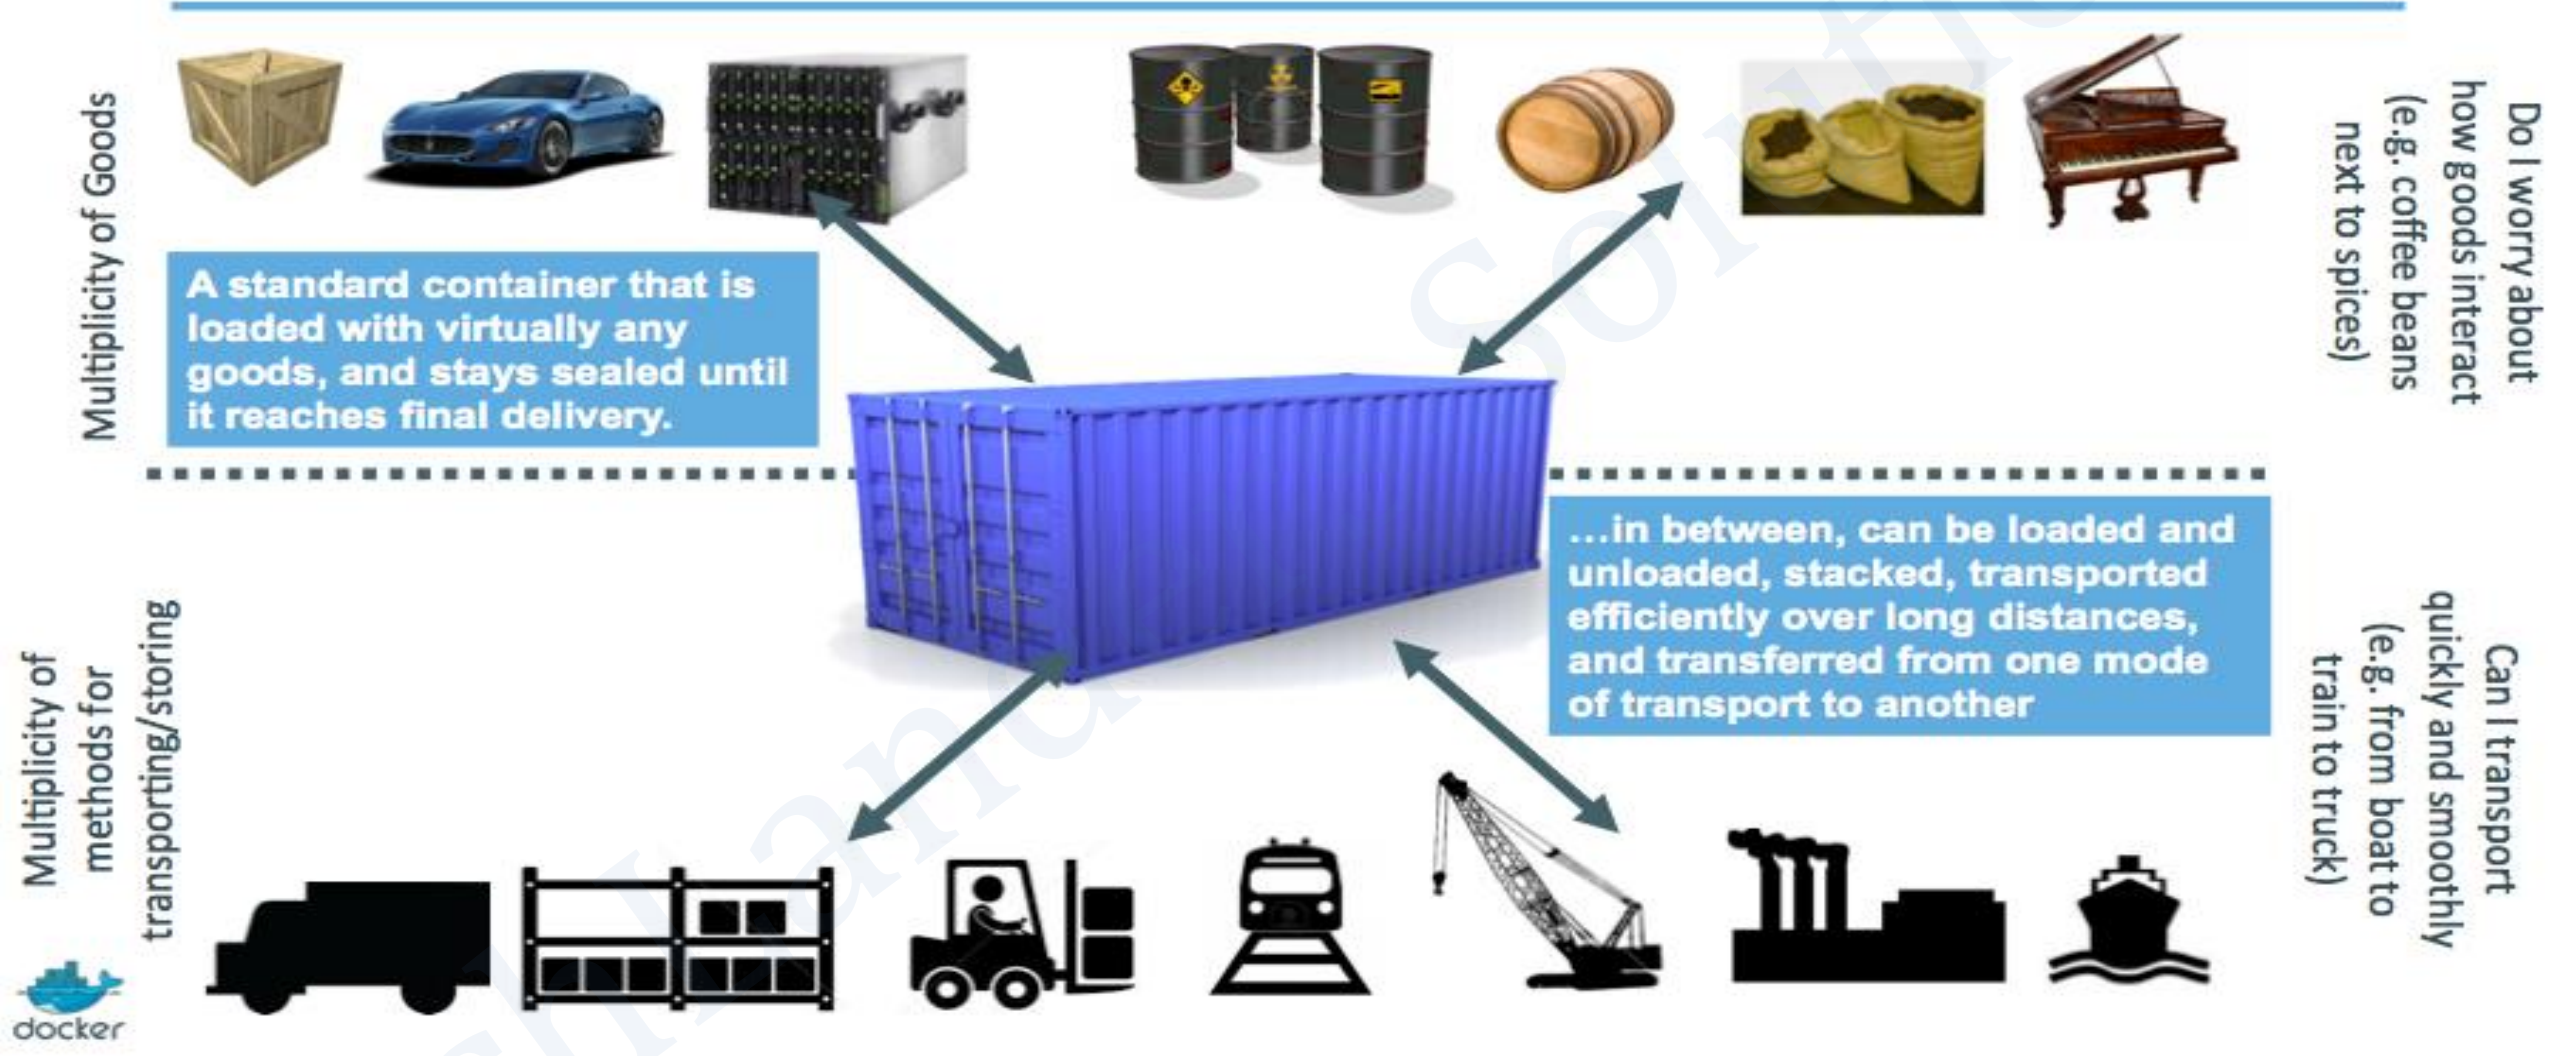 Multiplicity of Goods
A standard container that is
loaded with virtually any
goods, and stays sealed until
it reaches final delivery.
Do I worry about
how goods interact
(e.g. coffee beans
next to spices)
Multiplicity of
methods for
transporting/storing
...in between, can be loaded and
unloaded, stacked, transported
efficiently over long distances,
and transferred from one mode
of transport to another
Can I transport
quickly and smoothly
(e.g. from boat to
train to truck)
docker